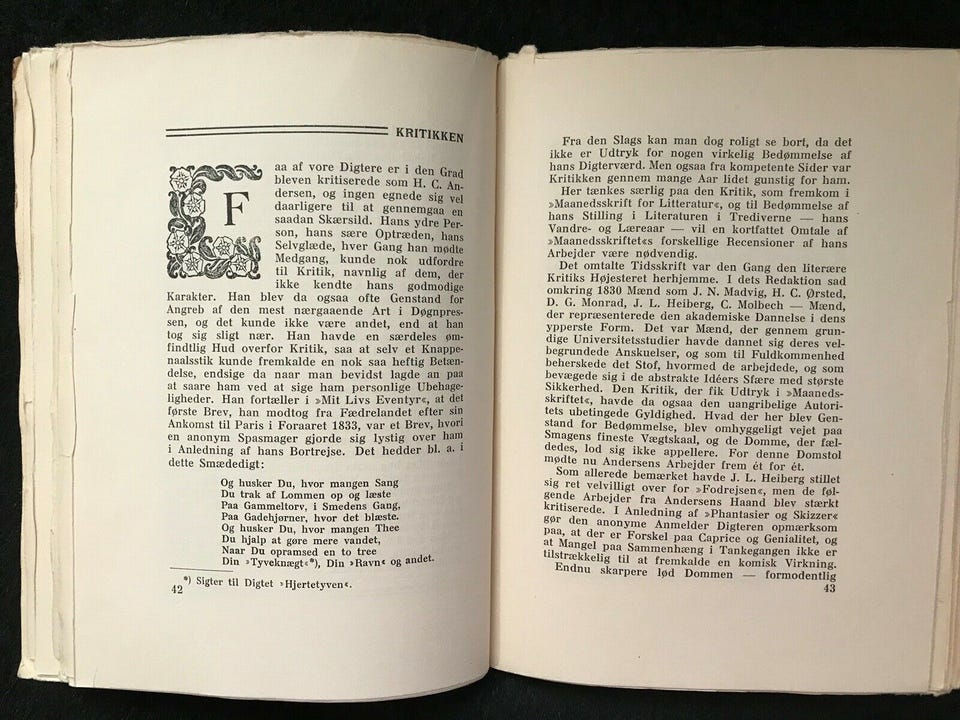 KRITIKKEN
Faa af vore Digtere er i den Grad
bleven kritiserede som H. C. An-
dersen, og ingen egnede sig vel
daarligere til at gennemgaa en
saadan Skærsild. Hans ydre Per-
son, hans sære Optræden, hans
Selvglæde, hver Gang han mødte
Medgang, kunde nok udfordre
til Kritik, navnlig af dem, der
ikke kendte hans godmodige
Karakter. Han blev da ogsaa ofte Genstand for
Angreb af den mest nærgaaende Art i Døgnpres-
sen, og det kunde ikke være andet, end at han
tog sig sligt nær. Han havde en særdeles øm-
findtlig Hud overfor Kritik, saa at selv et Knappe-
naalsstik kunde fremkalde en nok saa heftig Betæn-
delse, endsige da naar man bevidst lagde an paa
at saare ham ved at sige ham personlige Ubehage-
ligheder. Han fortæller i »Mit Livs Eventyr«, at det
første Brev, han modtog fra Fædrelandet efter sin
Ankomst til Paris i Foraaret 1833, var et Brev, hvori
en anonym Spasmager gjorde sig lystig over ham
i Anledning af hans Bortrejse. Det hedder bl. a. i
dette Smædedigt:
Og husker Du, hvor mangen Sang
Du trak af Lommen op og læste
Paa Gammeltorv, i Smedens Gang,
Paa Gadehjørner, hvor det blæste.
Og husker Du, hvor mangen Thee
Du hjalp at gøre mere vandet,
Naar Du opramsed en to tree
Din »Tyveknægt«*), Din »Ravn« og andet.
*) Sigter til Digtet »Hjertetyven«.
42
Fra den Slags kan man dog roligt se bort, da det
ikke er Udtryk for nogen virkelig Bedømmelse af
hans Digterværd. Men ogsaa fra kompetente Sider var
Kritikken gennem mange Aar lidet gunstig for ham.
Her tænkes særlig paa den Kritik, som fremkom i
»Maanedsskrift for Litteratur«, og til Bedømmelse af
hans Stilling i Literaturen i Trediverne — hans
Vandre- og Læreaar — vil en kortfattet Omtale af
»Maanedsskriftet«s forskellige Recensioner af hans
Arbejder være nødvendig.
Det omtalte Tidsskrift var den Gang den literære
Kritiks Højesteret herhjemme. I dets Redaktion sad
omkring 1830 Mænd som J. N. Madvig, H. C. Ørsted,
D. G. Monrad, J. L. Heiberg, C. Molbech — Mænd,
der repræsenterede den akademiske Dannelse i dens
ypperste Form. Det var Mænd, der gennem grun-
dige Universitetsstudier havde dannet sig deres vel-
begrundede Anskuelser, og som til Fuldkommenhed
beherskede det Stof, hvormed de arbejdede, og som
bevægede sig i de abstrakte Idéers Sfære med største
Sikkerhed. Den Kritik, der fik Udtryk i »Maaneds-
skriftet«, havde da ogsaa den uangribelige Autori-
tets ubetingede Gyldighed. Hvad der her blev Gen-
stand for Bedømmelse, blev omhyggeligt vejet paa
Smagens fineste Vægtskaal, og de Domme, der fæl-
dedes, lod sig ikke appellere. For denne Domstol
mødte nu Andersens Arbejder frem ét for ét.
Som allerede bemærket havde J. L. Heiberg stillet
sig ret velvilligt over for »Fodrejsen«, men de føl-
gende Arbejder fra Andersens Haand blev stærkt
kritiserede. I Anledning af »Phantasier og Skizzer«
gør den anonyme Anmelder Digteren opmærksom
paa, at der er Forskel paa Caprice og Genialitet, og
at Mangel paa Sammenhæng i Tankegangen ikke er
tilstrækkelig til at fremkalde en komisk Virkning.
Endnu skarpere lød Dommen — formodentlig
43